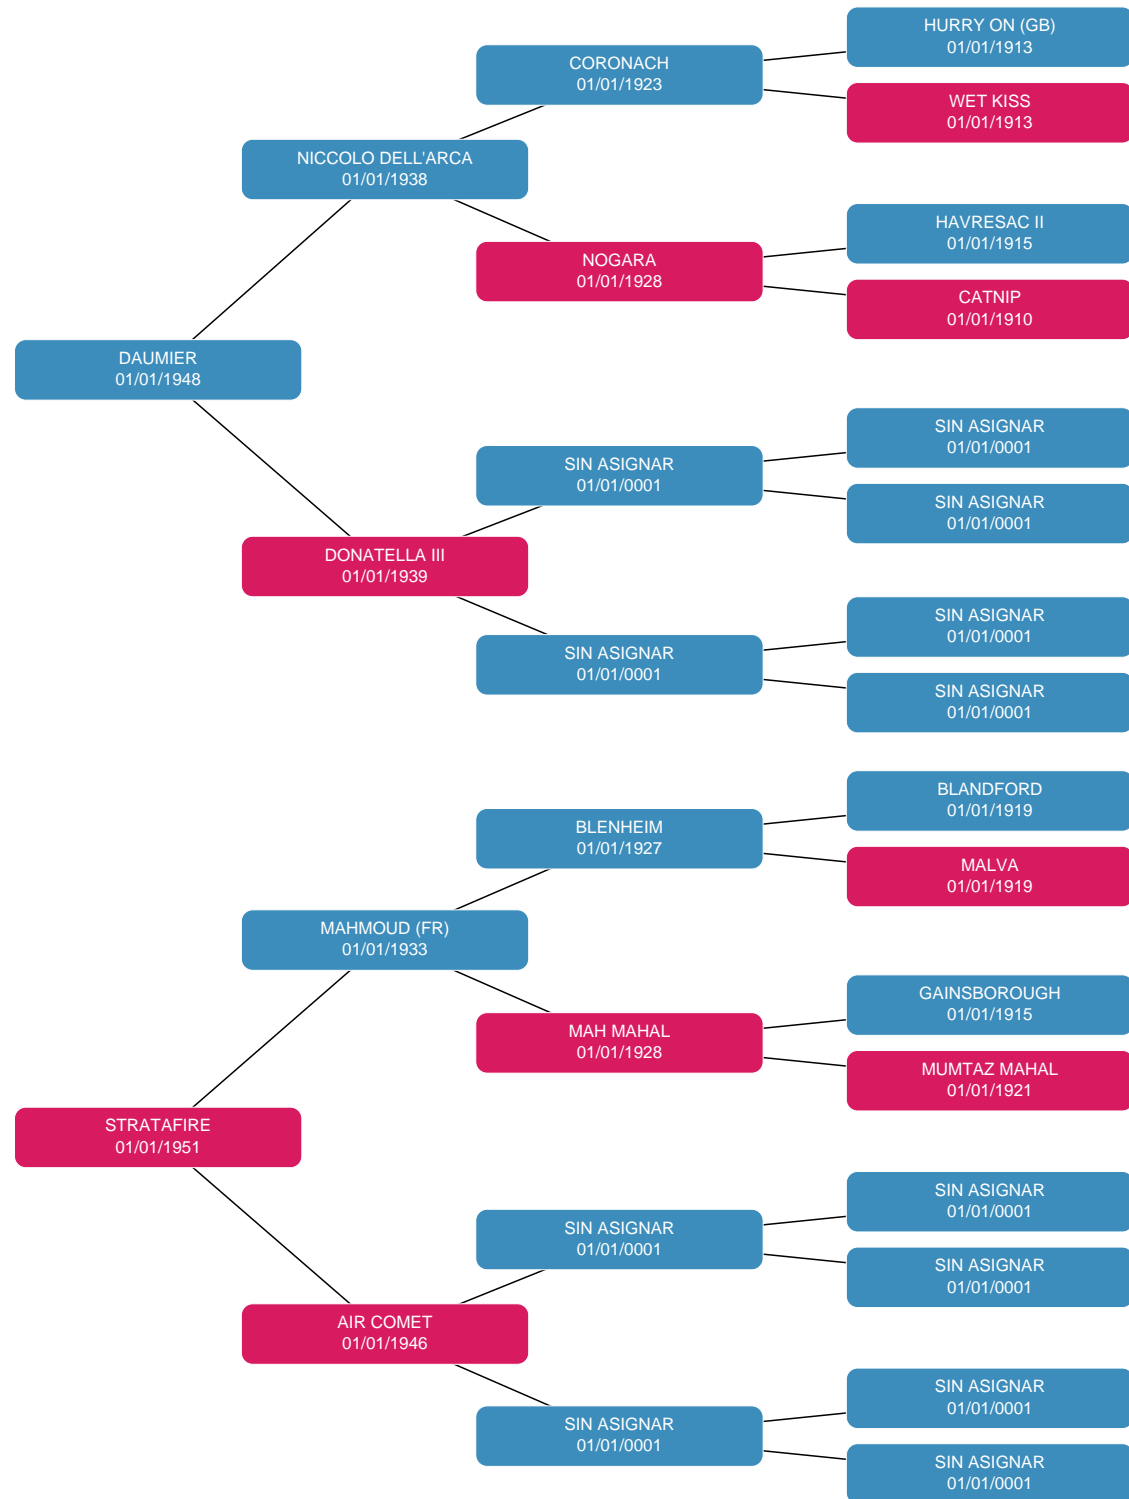 HURRY ON (GB)
01/01/1913
CORONACH
01/01/1923
WET KISS
01/01/1913
NICCOLO DELL'ARCA
01/01/1938
HAVRESAC II
01/01/1915
NOGARA
01/01/1928
CATNIP
01/01/1910
DAUMIER
01/01/1948
SIN ASIGNAR
01/01/0001
SIN ASIGNAR
01/01/0001
SIN ASIGNAR
01/01/0001
DONATELLA III
01/01/1939
SIN ASIGNAR
01/01/0001
SIN ASIGNAR
01/01/0001
SIN ASIGNAR
01/01/0001
BLANDFORD
01/01/1919
BLENHEIM
01/01/1927
MALVA
01/01/1919
MAHMOUD (FR)
01/01/1933
GAINSBOROUGH
01/01/1915
MAH MAHAL
01/01/1928
MUMTAZ MAHAL
01/01/1921
STRATAFIRE
01/01/1951
SIN ASIGNAR
01/01/0001
SIN ASIGNAR
01/01/0001
SIN ASIGNAR
01/01/0001
AIR COMET
01/01/1946
SIN ASIGNAR
01/01/0001
SIN ASIGNAR
01/01/0001
SIN ASIGNAR
01/01/0001